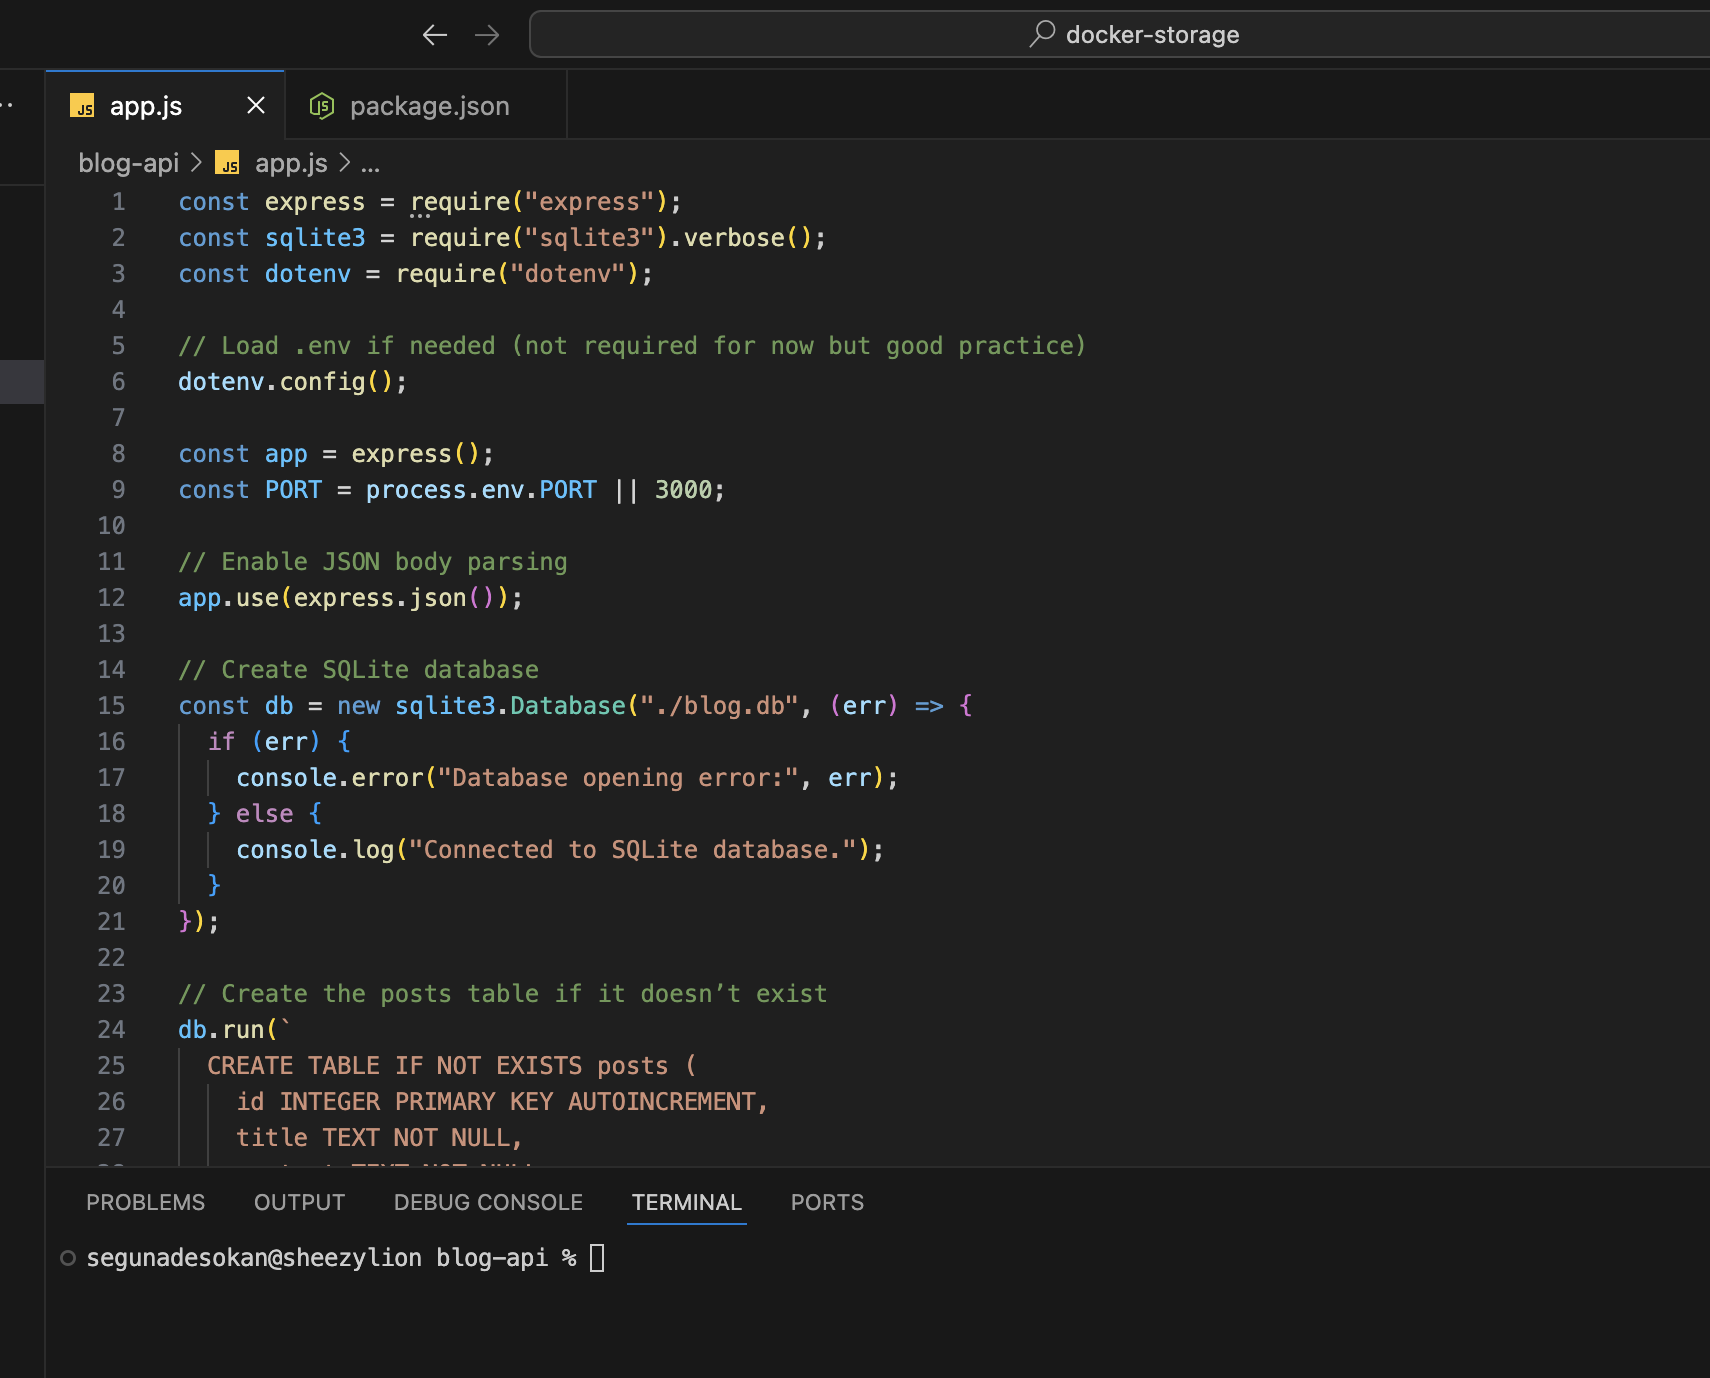 docker-storage
JS app.js
JS package.json
blog-api > JS app.js > ...
1 const express = require("express");
2 const sqlite3 = require("sqlite3").verbose();
3 const dotenv = require("dotenv");
4
5 // Load .env if needed (not required for now but good practice)
6 dotenv.config();
7
8 const app = express();
9 const PORT = process.env.PORT || 3000;
10
11 // Enable JSON body parsing
12 app.use(express.json());
13
14 // Create SQLite database
15 const db = new sqlite3.Database("./blog.db", (err) => {
16   if (err) {
17     console.error("Database opening error:", err);
18   } else {
19     console.log("Connected to SQLite database.");
20   }
21 });
22
23 // Create the posts table if it doesn’t exist
24 db.run(`
25   CREATE TABLE IF NOT EXISTS posts (
26     id INTEGER PRIMARY KEY AUTOINCREMENT,
27     title TEXT NOT NULL,
PROBLEMS OUTPUT DEBUG CONSOLE TERMINAL PORTS
segunadesokan@sheezylion blog-api %